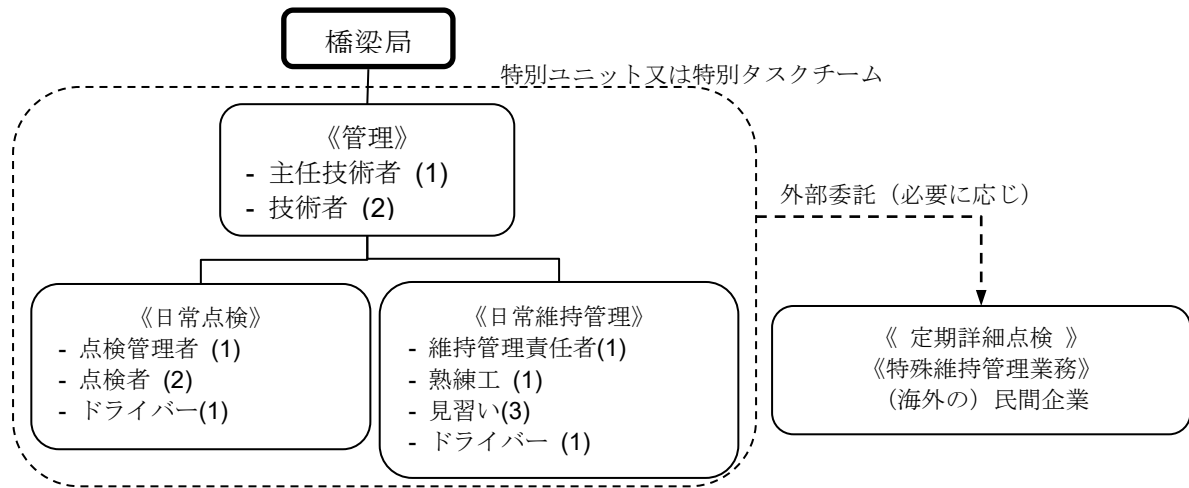 橋梁局
特別ユニット又は特別タスクチーム
《管理》
- 主任技術者 (1)
- 技術者 (2)
外部委託（必要に応じ）
《日常点検》
- 点検管理者 (1)
- 点検者 (2)
- ドライバー(1)
《日常維持管理》
- 維持管理責任者(1)
- 熟練工 (1)
- 見習い(3)
- ドライバー (1)
《 定期詳細点検 》
《特殊維持管理業務》
（海外の）民間企業